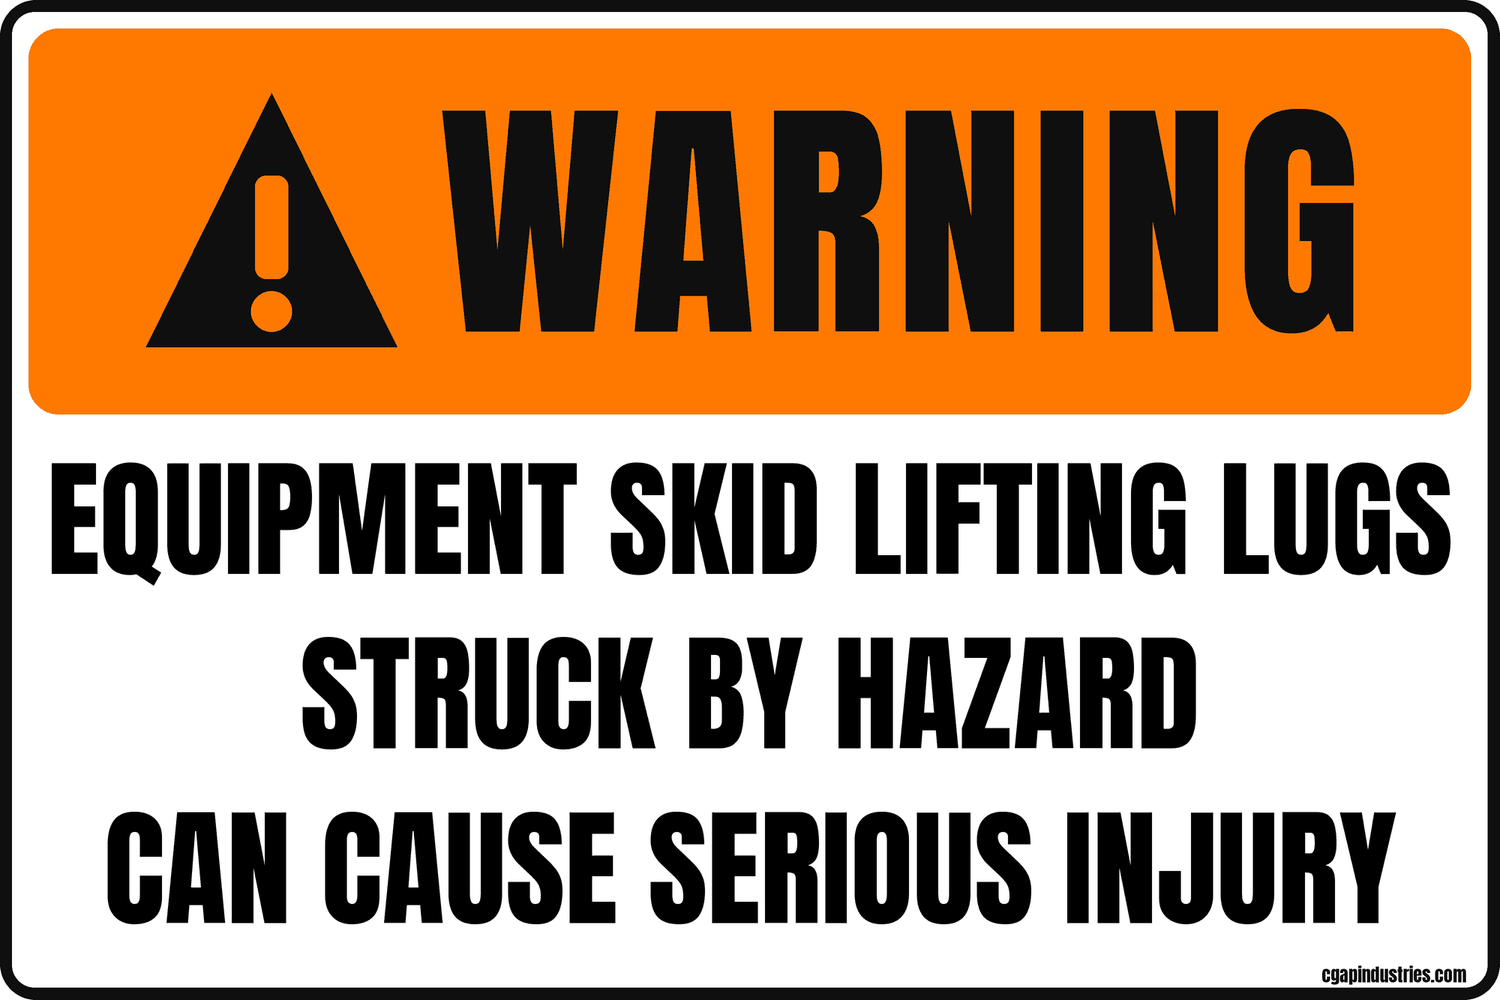 WARNING
EQUIPMENT SKID LIFTING LUGS
STRUCK BY HAZARD
CAN CAUSE SERIOUS INJURY
cgapindustries.com